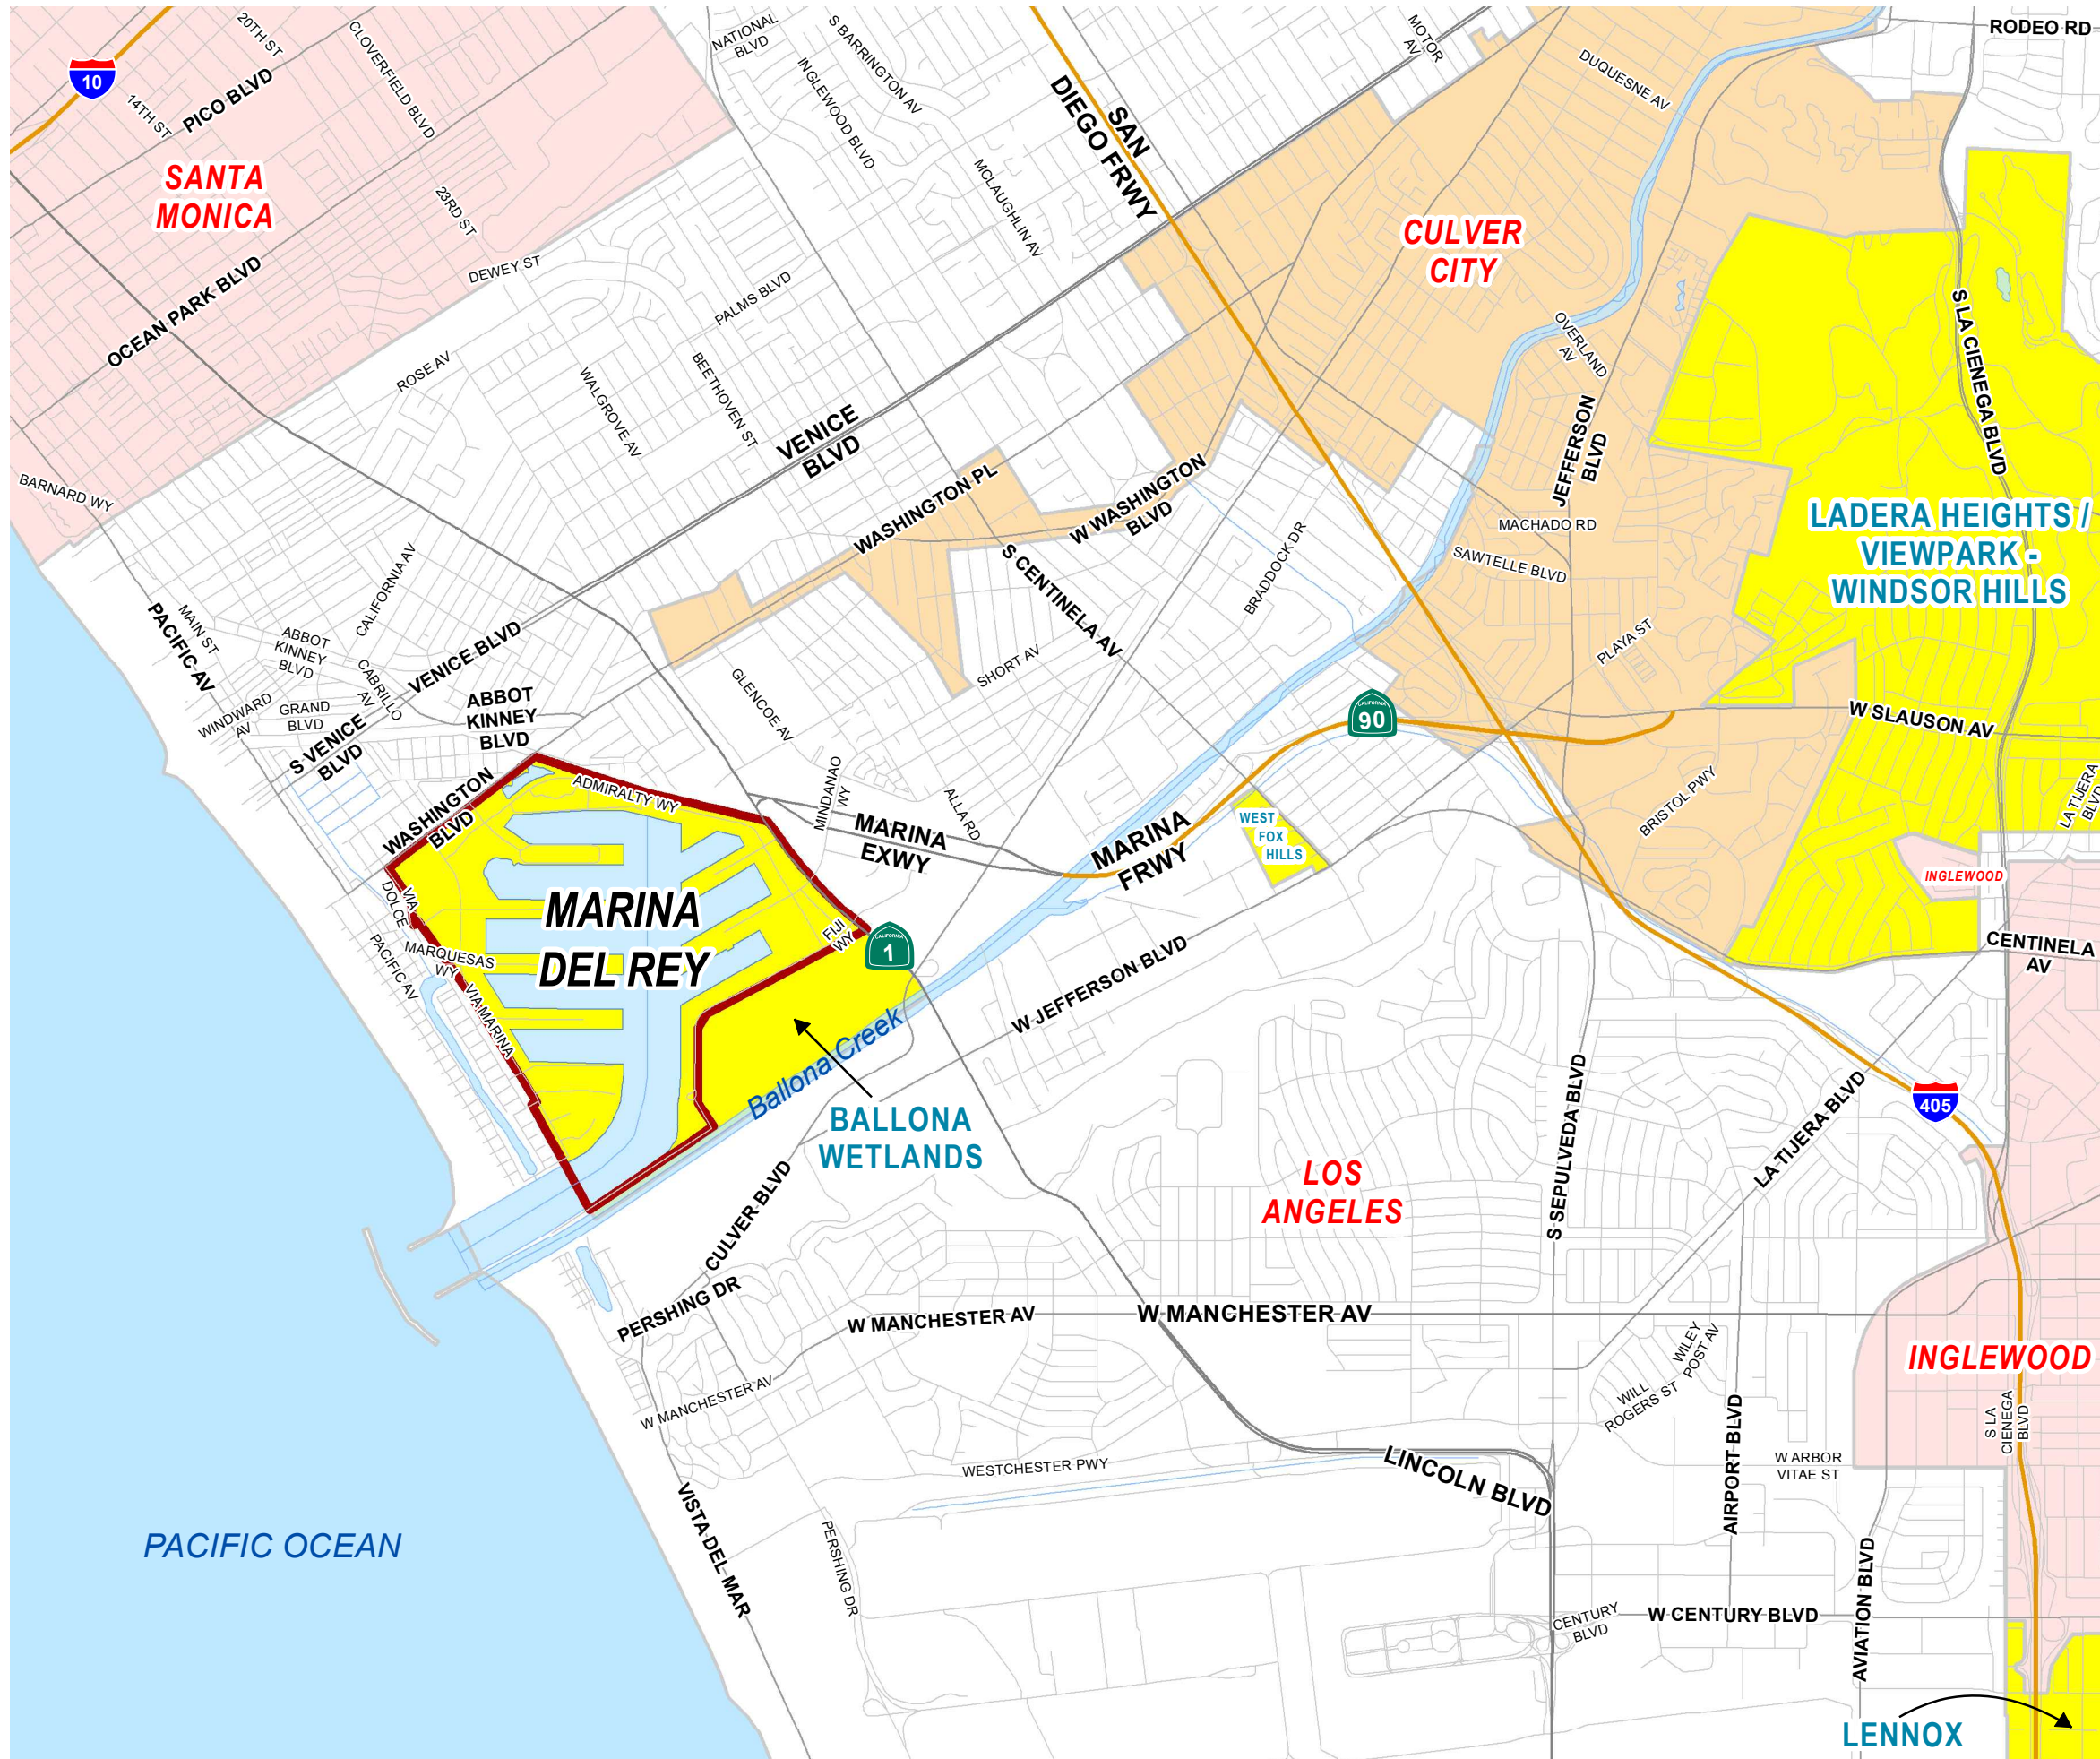 RODEO RD
20TH ST
CLOVERFIELD BLVD
NATIONAL
BLVD
S BARRINGTON AV
INGLEWOOD BLVD
MOTOR
AV
DUQUESNE AV
10
14TH ST
PICO BLVD
SAN
DIEGO FRWY
SANTA
MONICA
23RD ST
MCLAUGHLIN AV
CULVER
CITY
OCEAN PARK BLVD
DEWEY ST
PALMS BLVD
S LA CIENEGA BLVD
OVERLAND
AV
ROSE AV
WALGROVE AV
BEETHOVEN ST
VENICE
BLVD
JEFFERSON
BLVD
BARNARD WY
WASHINGTON PL
W WASHINGTON
BLVD
MACHADO RD
LADERA HEIGHTS /
VIEWPARK -
WINDSOR HILLS
SAWTELLE BLVD
BRADDOCK DR
S CENTINELA AV
PACIFIC AV
MAIN ST
ABBOT
KINNEY
BLVD
CALIFORNIA AV
CABRILLO
AV
VENICE BLVD
SHORT AV
PLAYA ST
GLENCOE AV
WINDWARD
AV
GRAND
BLVD
ABBOT
KINNEY
BLVD
S VENICE
BLVD
90
CALIFORNIA
W SLAUSON AV
LA TIJERA
BLVD
WASHINGTON
BLVD
ADMIRALTY WY
MINDANAO
WY
ALLA RD
MARINA
EXWY
MARINA
FRWY
WEST
FOX
HILLS
BRISTOL PWY
INGLEWOOD
VIA
DOLCE
MARINA
DEL REY
FIJI
WY
CALIFORNIA
1
MARQUESAS
WY
PACIFIC AV
VIA MARINA
W JEFFERSON BLVD
CENTINELA
AV
Ballona Creek
BALLONA
WETLANDS
405
LA TIJERA BLVD
S SEPULVEDA BLVD
LOS
ANGELES
CULVER BLVD
PERSHING DR
W MANCHESTER AV
W MANCHESTER AV
W MANCHESTER AV
WILEY
POST AV
WILL
ROGERS ST
INGLEWOOD
S LA
CIENEGA
BLVD
AIRPORT BLVD
W ARBOR
VITAE ST
WESTCHESTER PWY
LINCOLN BLVD
VISTA DEL MAR
PERSHING DR
PACIFIC OCEAN
CENTURY
BLVD
W CENTURY BLVD
AVIATION BLVD
LENNOX